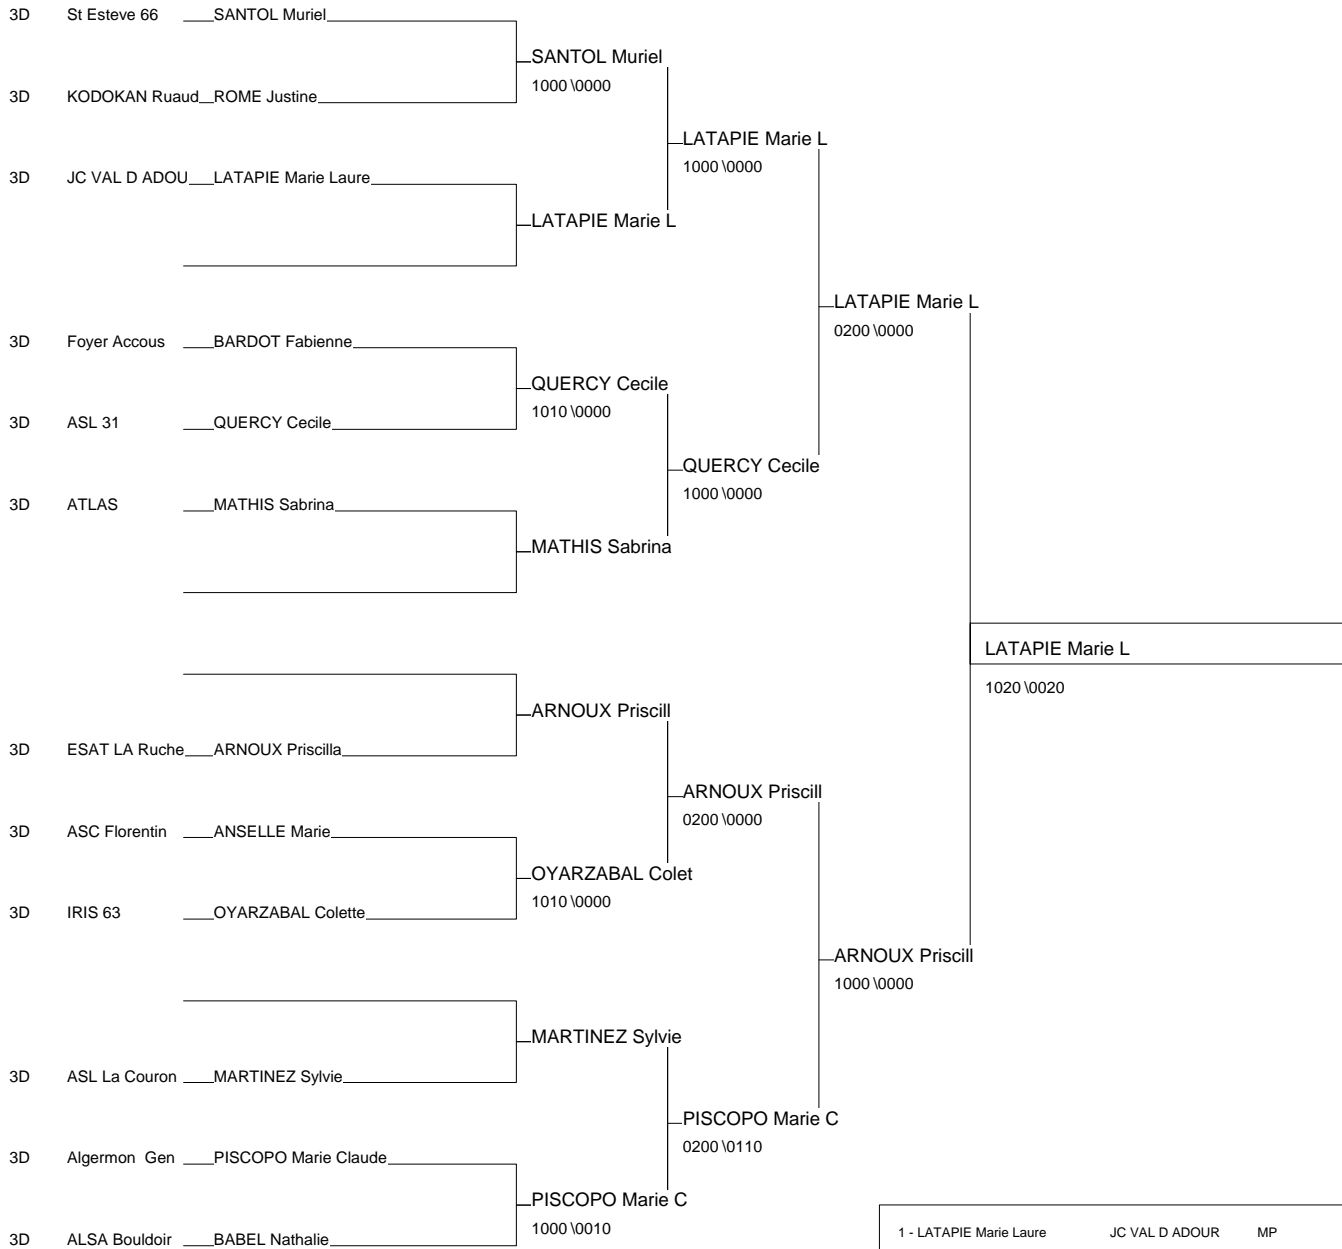 3D St Esteve 66 SANTOL Muriel
SANTOL Muriel
1000 \0000
3D KODOKAN Ruaud ROME Justine
LATAPIE Marie L
1000 \0000
3D JC VAL D ADOU LATAPIE Marie Laure
LATAPIE Marie L
LATAPIE Marie L
0200 \0000
3D Foyer Accous BARDOT Fabienne
QUERCY Cecile
1010 \0000
3D ASL 31 QUERCY Cecile
QUERCY Cecile
1000 \0000
3D ATLAS MATHIS Sabrina
MATHIS Sabrina
LATAPIE Marie L
1020 \0020
ARNOUX Priscill
3D ESAT LA Ruche ARNOUX Priscilla
ARNOUX Priscill
0200 \0000
3D ASC Florentin ANSELLE Marie
OYARZABAL Colet
1010 \0000
3D IRIS 63 OYARZABAL Colette
ARNOUX Priscill
1000 \0000
MARTINEZ Sylvie
3D ASL La Couron MARTINEZ Sylvie
PISCOPO Marie C
0200 \0110
3D Algermon Gen PISCOPO Marie Claude
PISCOPO Marie C
1000 \0010
3D ALSA Bouldoir BABEL Nathalie
1 - LATAPIE Marie Laure JC VAL D ADOUR MP